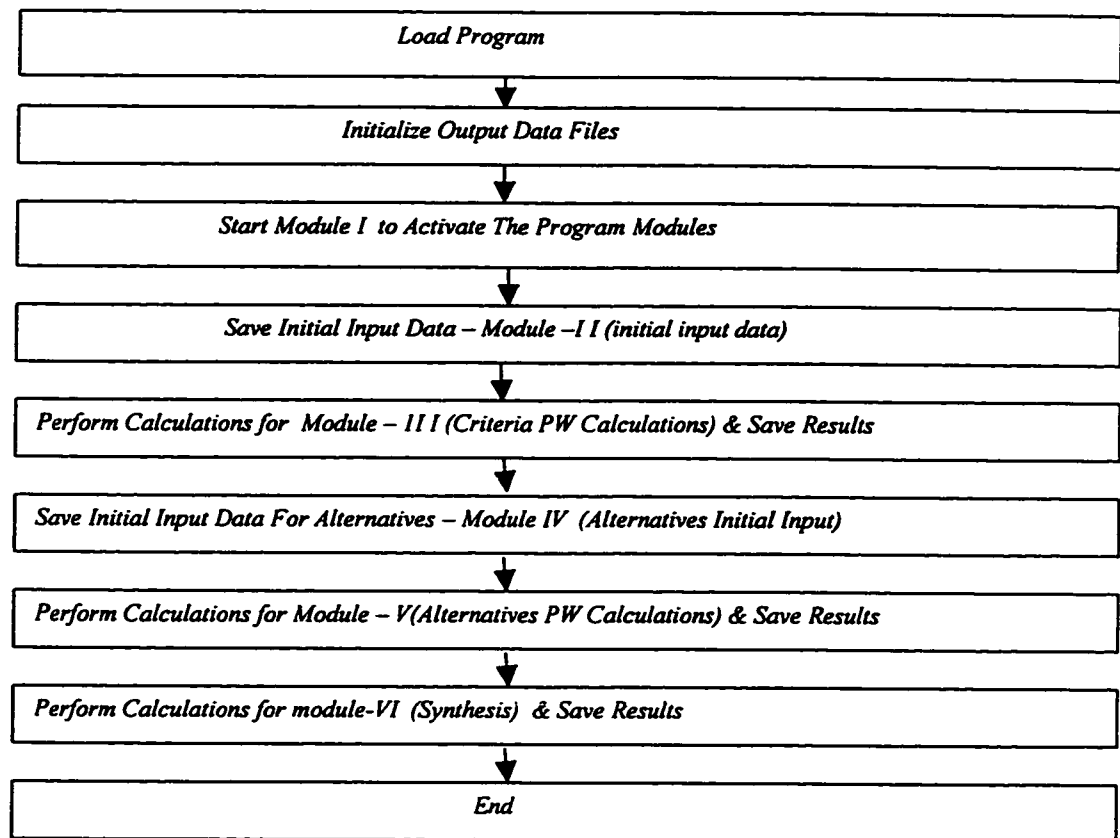 Load Program
Initialize Output Data Files
Start Module I to Activate The Program Modules
Save Initial Input Data – Module –I I (initial input data)
Perform Calculations for Module – III (Criteria PW Calculations) & Save Results
Save Initial Input Data For Alternatives – Module IV (Alternatives Initial Input)
Perform Calculations for Module – V(Alternatives PW Calculations) & Save Results
Perform Calculations for module-VI (Synthesis) & Save Results
End